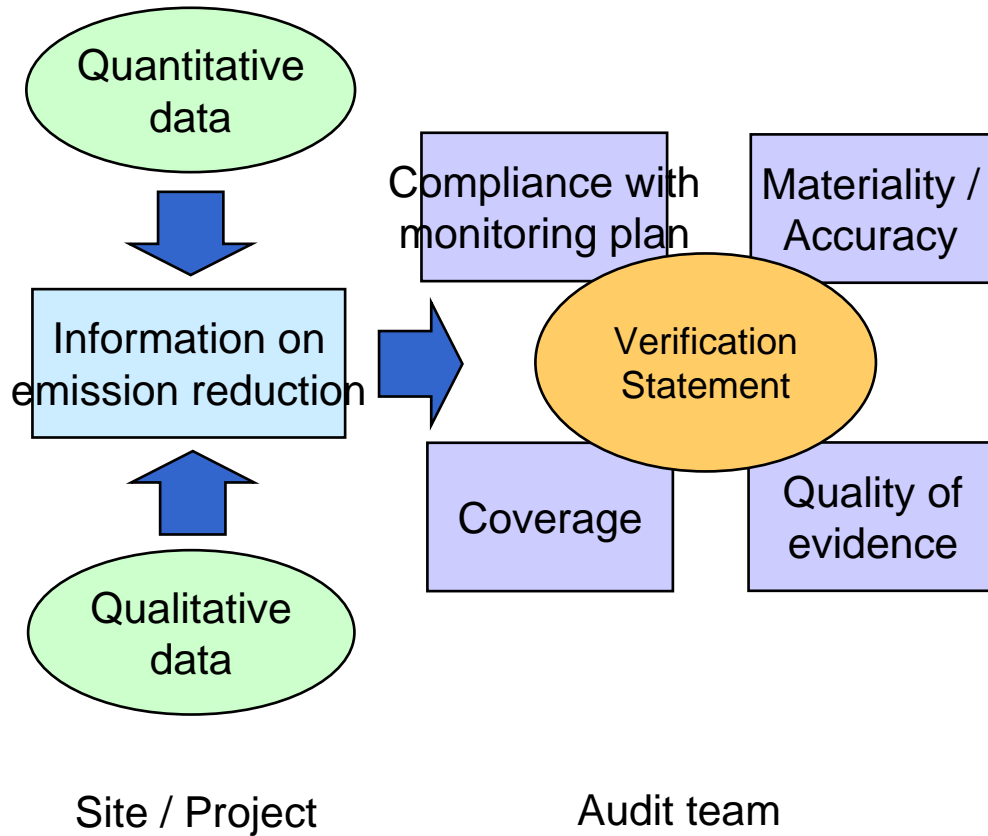 Quantitative
data
Compliance with
monitoring plan
Materiality /
Accuracy
Information on
emission reduction
Verification
Statement
Coverage
Quality of
evidence
Qualitative
data
Site / Project
Audit team